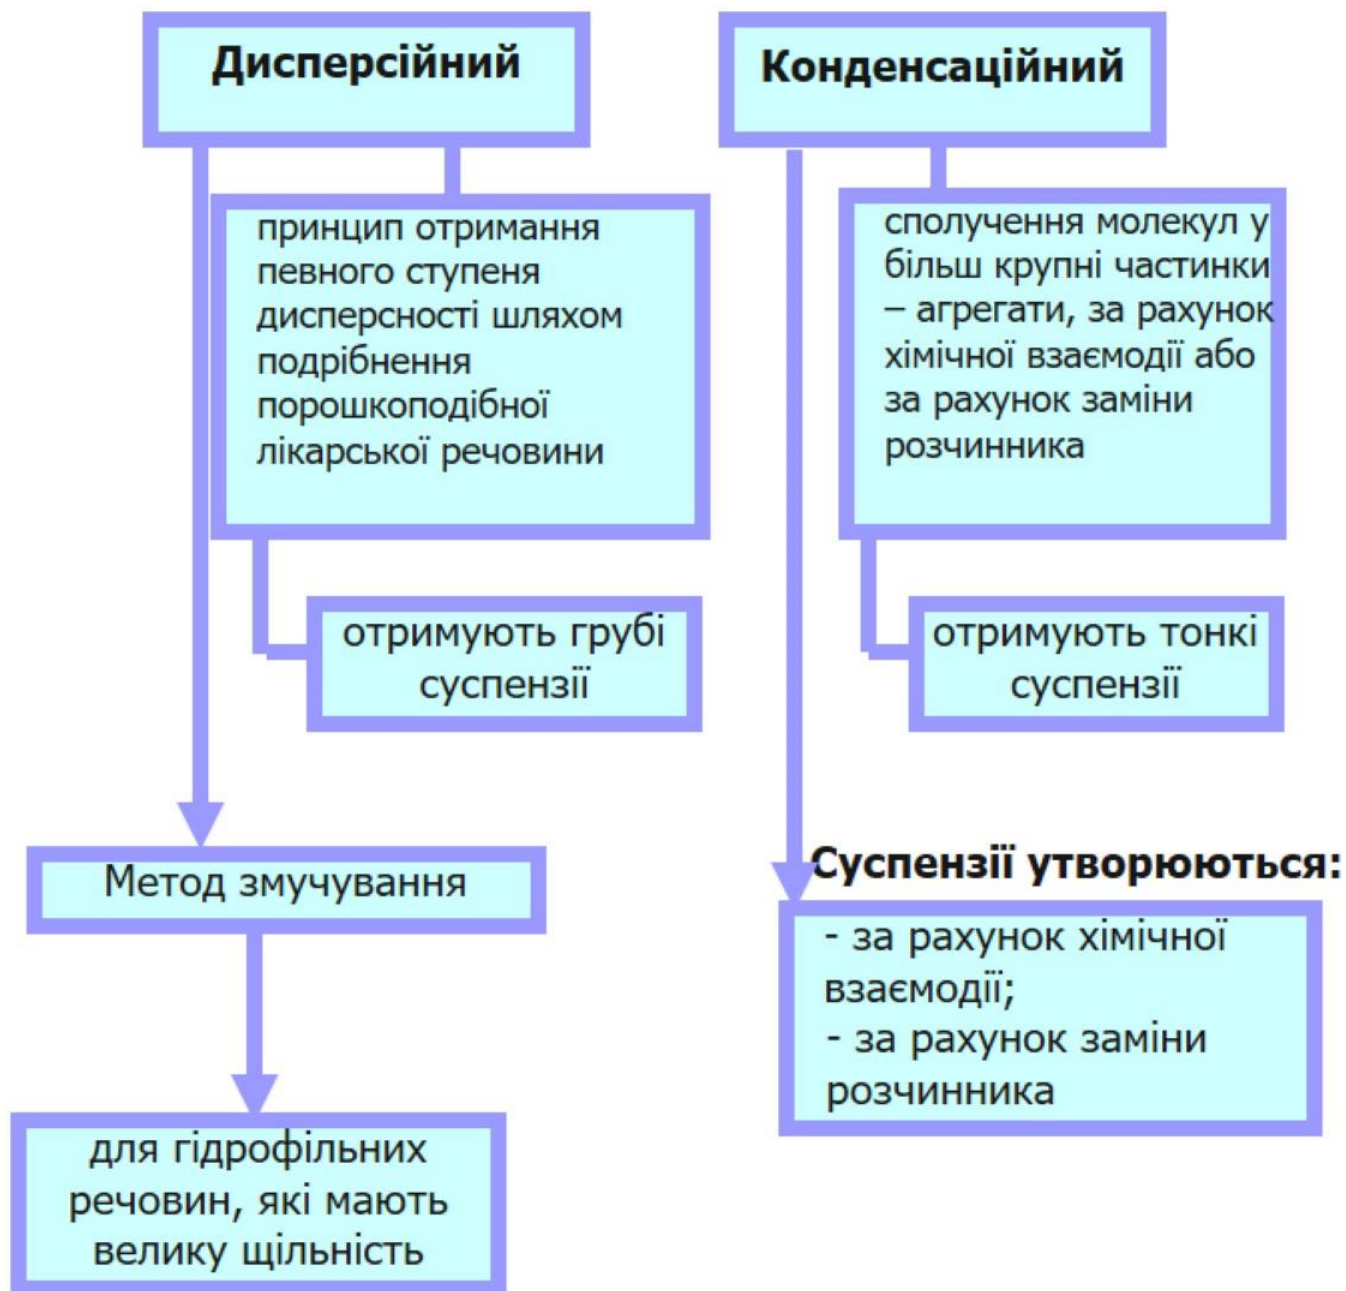 Дисперсійний
принцип отримання
певного ступеня
дисперсності шляхом
подрібнення
порошкоподібної
лікарської речовини
отримують грубі
суспензії
Метод змучування
для гідрофільних
речовин, які мають
велику щільність
Конденсаційний
сполучення молекул у
більш крупні частинки
– агрегати, за рахунок
хімічної взаємодії або
за рахунок заміни
розчинника
отримують тонкі
суспензії
Суспензії утворюються:
- за рахунок хімічної
взаємодії;
- за рахунок заміни
розчинника